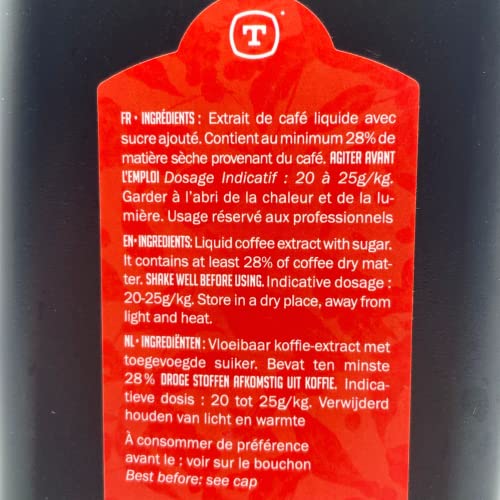 T
FR • INGRÉDIENTS : Extrait de café liquide avec
sucre ajouté. Contient au minimum 28% de
matière sèche provenant du café. AGITER AVANT
L'EMPLOI Dosage Indicatif : 20 à 25g/kg.
Garder à l'abri de la chaleur et de la lu-
mière. Usage réservé aux professionnels
EN • INGREDIENTS: Liquid coffee extract with sugar.
It contains at least 28% of coffee dry mat-
ter. SHAKE WELL BEFORE USING. Indicative dosage :
20-25g/kg. Store in a dry place, away from
light and heat.
NL • INGREDIËNTEN : Vloeibaar koffie-extract met
toegevoegde suiker. Bevat ten minste
28% DROGE STOFFEN AFKOMSTIG UIT KOFFIE. Indica-
tieve dosis : 20 tot 25g/kg. Verwijderd
houden van licht en warmte
À consommer de préférence
avant le : voir sur le bouchon
Best before: see cap